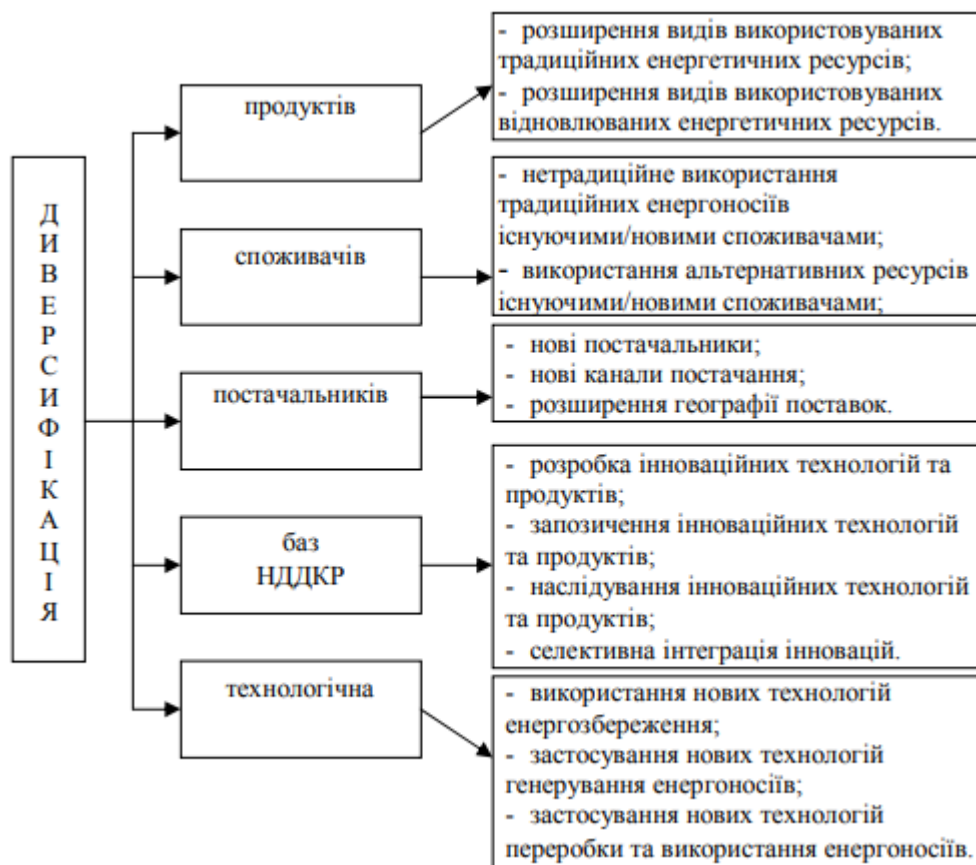 ДИВЕРСИФІКАЦІЯ
продуктів
- розширення видів використовуваних
традиційних енергетичних ресурсів;
- розширення видів використовуваних
відновлюваних енергетичних ресурсів.
споживачів
- нетрадиційне використання
традиційних енергоносіїв
існуючими/новими споживачами;
- використання альтернативних ресурсів
існуючими/новими споживачами;
постачальників
- нові постачальники;
- нові канали постачання;
- розширення географії поставок.
баз
НДДКР
- розробка інноваційних технологій та
продуктів;
- запозичення інноваційних технологій
та продуктів;
- наслідування інноваційних технологій
та продуктів;
- селективна інтеграція інновацій.
технологічна
- використання нових технологій
енергозбереження;
- застосування нових технологій
генерування енергоносіїв;
- застосування нових технологій
переробки та використання енергоносіїв.